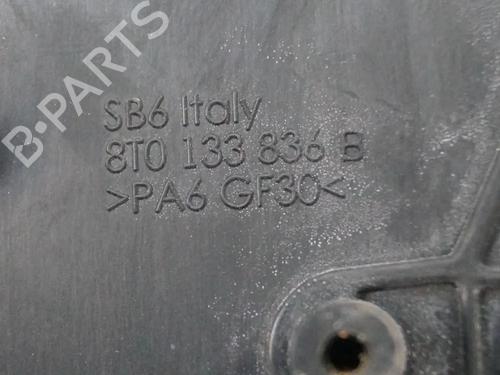 B-PARTS
SB6 Italy
8T0 133 836 B
>PA6 GF30<